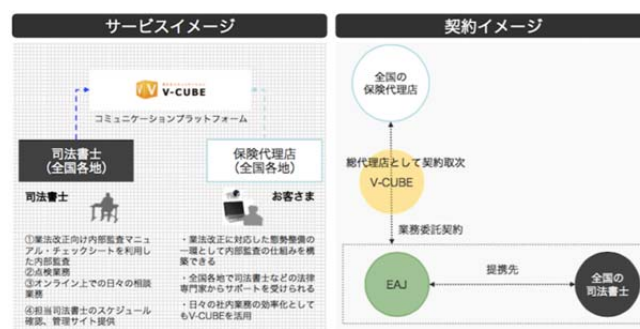 サービスイメージ
V-CUBE
コミュニケーションプラットフォーム
司法書士
(全国各地)
保険代理店
(全国各地)
司法書士
お客さま
①業法改正向け内部監査マニュ
アル・チェックシートを利用し
た内部監査
②点検業務
③オンライン上での日々の相談
業務
④担当司法書士のスケジュール
確認、管理サイト提供
・業法改正に対応した態勢整備の
一環として内部監査の仕組みを構
築できる
・全国各地で司法書士などの法律
専門家からサポートを受けられる
・日々の社内業務の効率化として
もV-CUBEを活用
契約イメージ
全国の
保険代理店
総代理店として契約取次
V-CUBE
業務委託契約
EAJ
提携先
全国の
司法書士